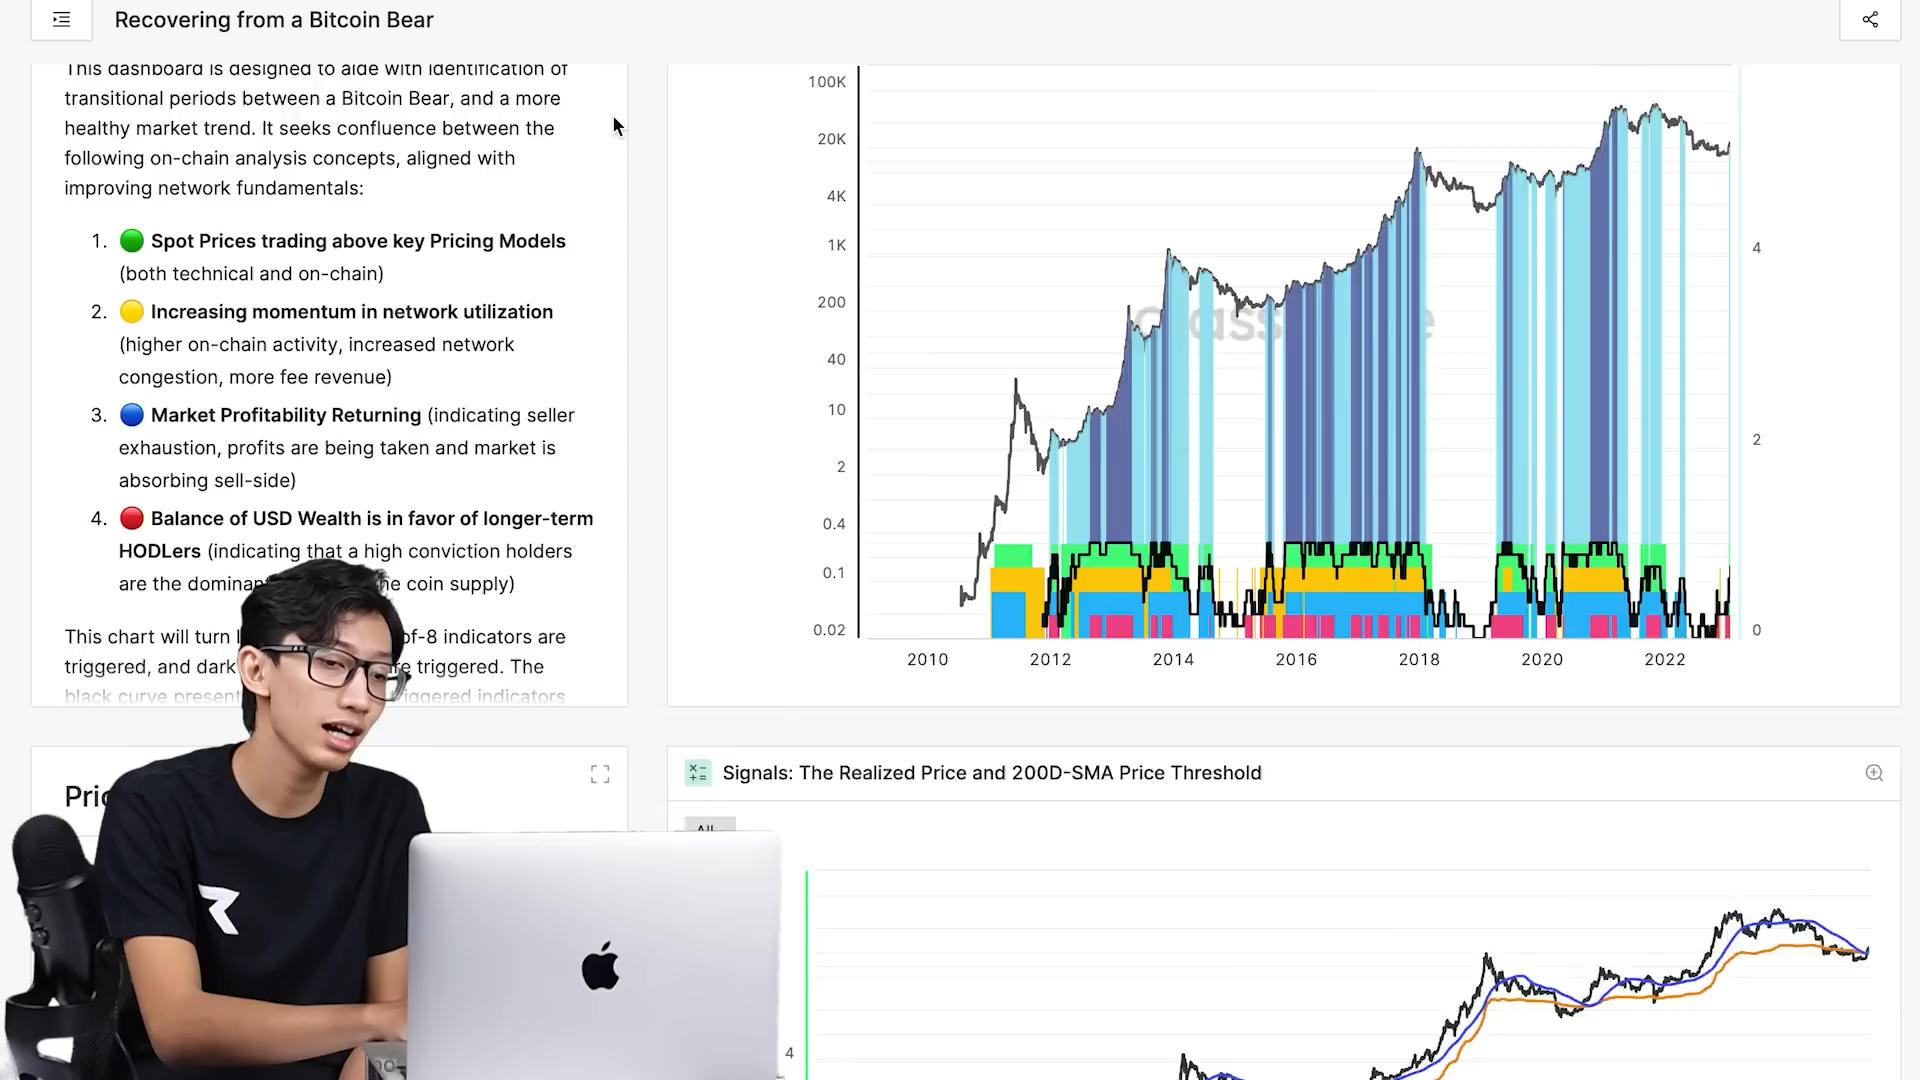 Recovering from a Bitcoin Bear
This dashboard is designed to aide with identification of
transitional periods between a Bitcoin Bear, and a more
healthy market trend. It seeks confluence between the
following on-chain analysis concepts, aligned with
improving network fundamentals:
1. Spot Prices trading above key Pricing Models
(both technical and on-chain)
2. Increasing momentum in network utilization
(higher on-chain activity, increased network
congestion, more fee revenue)
3. Market Profitability Returning (indicating seller
exhaustion, profits are being taken and market is
absorbing sell-side)
4. Balance of USD Wealth is in favor of longer-term
HODLers (indicating that a high conviction holders
are the coin supply)
This chart will turn of-8 indicators are
triggered, and dark triggered. The
black curve indicators
100K
20K
4K
1K
200
40
10
2
0.4
0.1
0.02
4
2
0
2010 2012 2014 2016 2018 2020 2022
Signals: The Realized Price and 200D-SMA Price Threshold
All
4